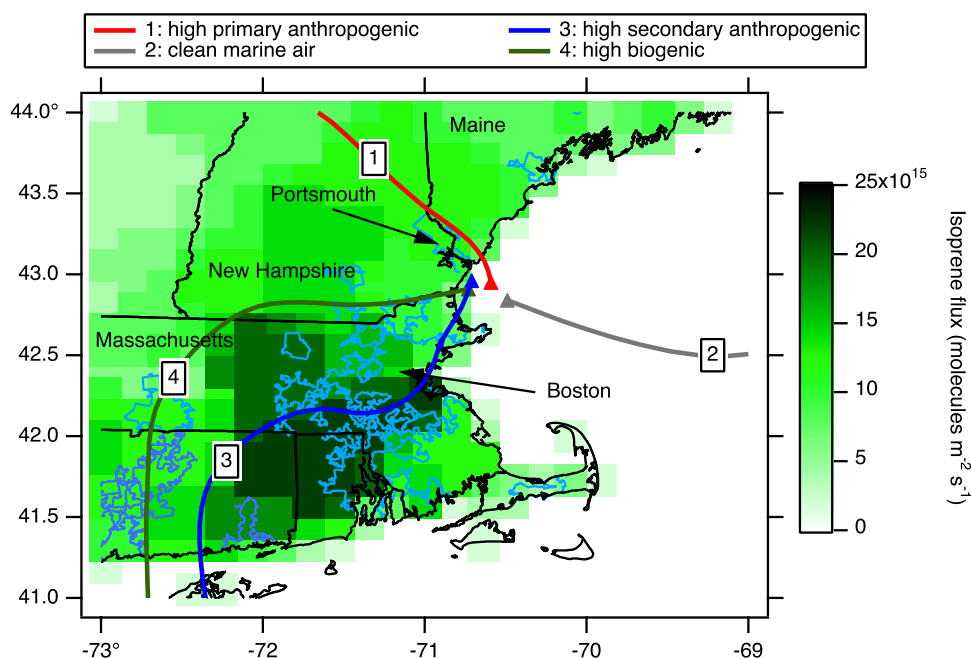 1: high primary anthropogenic
3: high secondary anthropogenic
2: clean marine air
4: high biogenic
44.0°
43.5
43.0
42.5
42.0
41.5
41.0
-73°
-72
-71
-70
-69
Maine
1
Portsmouth
New Hampshire
Massachusetts
2
4
Boston
3
25x10¹⁵
20
15
10
5
0
Isoprene flux (molecules m⁻² s⁻¹)